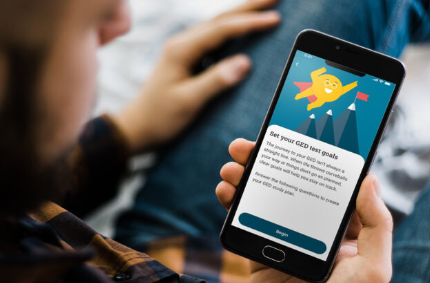 Set your GED test goals
The journey to your GED isn't always a
straight line. When life throws curveballs
your way or things don't go as planned,
clear goals will help you stay on track.
Answer the following questions to create
your GED study plan.
Begin